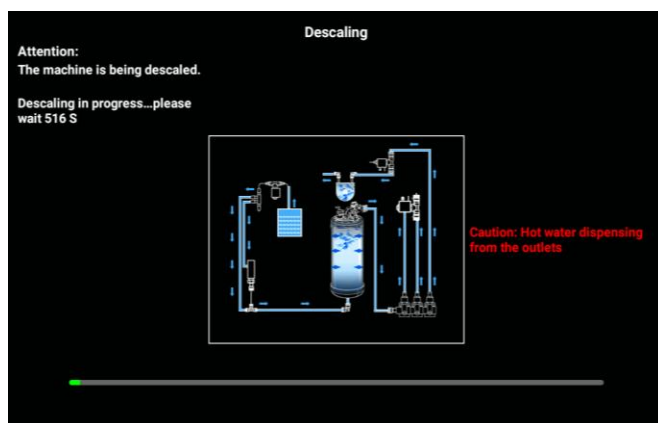 Descaling
Attention:
The machine is being descaled.
Descaling in progress...please
wait 516 S
Caution: Hot water dispensing
from the outlets